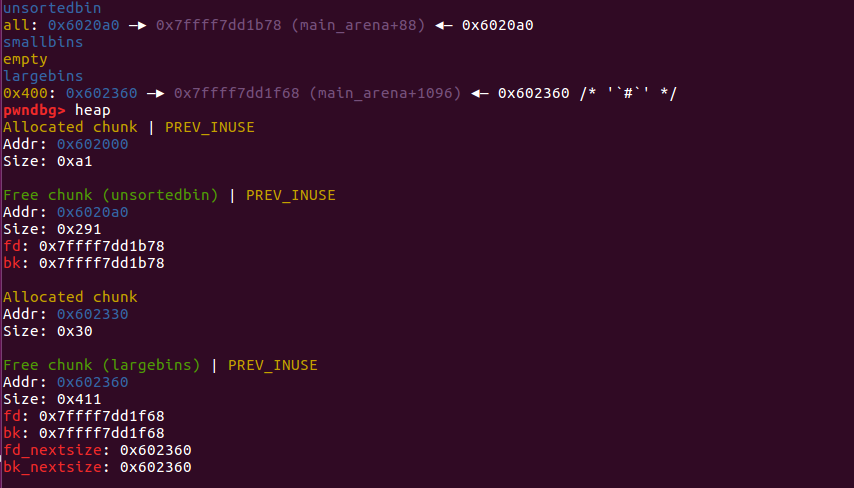 unsortedbin
all: 0x6020a0 —▸ 0x7ffff7dd1b78 (main_arena+88) ◂— 0x6020a0
smallbins
empty
largebins
0x400: 0x602360 —▸ 0x7ffff7dd1f68 (main_arena+1096) ◂— 0x602360 /* '`#`' */
pwndbg> heap
Allocated chunk | PREV_INUSE
Addr: 0x602000
Size: 0xa1

Free chunk (unsortedbin) | PREV_INUSE
Addr: 0x6020a0
Size: 0x291
fd: 0x7ffff7dd1b78
bk: 0x7ffff7dd1b78

Allocated chunk
Addr: 0x602330
Size: 0x30

Free chunk (largebins) | PREV_INUSE
Addr: 0x602360
Size: 0x411
fd: 0x7ffff7dd1f68
bk: 0x7ffff7dd1f68
fd_nextsize: 0x602360
bk_nextsize: 0x602360